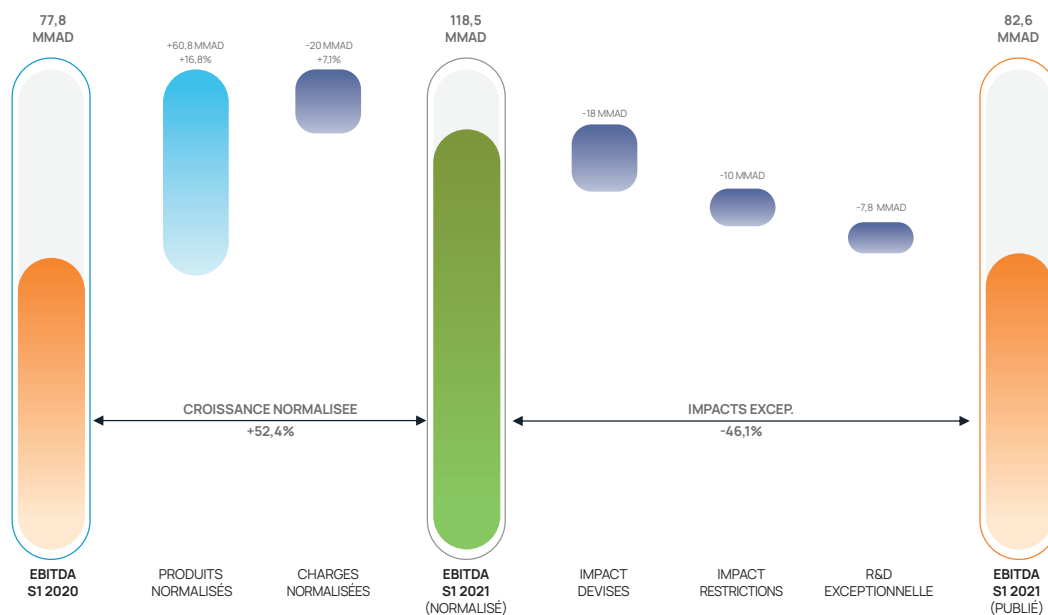 77,8
MMAD
+60,8 MMAD
+16,8%
-20 MMAD
+7,1%
118,5
MMAD
-18 MMAD
-10 MMAD
-7,8 MMAD
82,6
MMAD
CROISSANCE NORMALISEE
+52,4%
IMPACTS EXCEP.
-46,1%
EBITDA
S1 2020
PRODUITS
NORMALISÉS
CHARGES
NORMALISÉES
EBITDA
S1 2021
(NORMALISÉ)
IMPACT
DEVISES
IMPACT
RESTRICTIONS
R&D
EXCEPTIONNELLE
EBITDA
S1 2021
(PUBLIÉ)